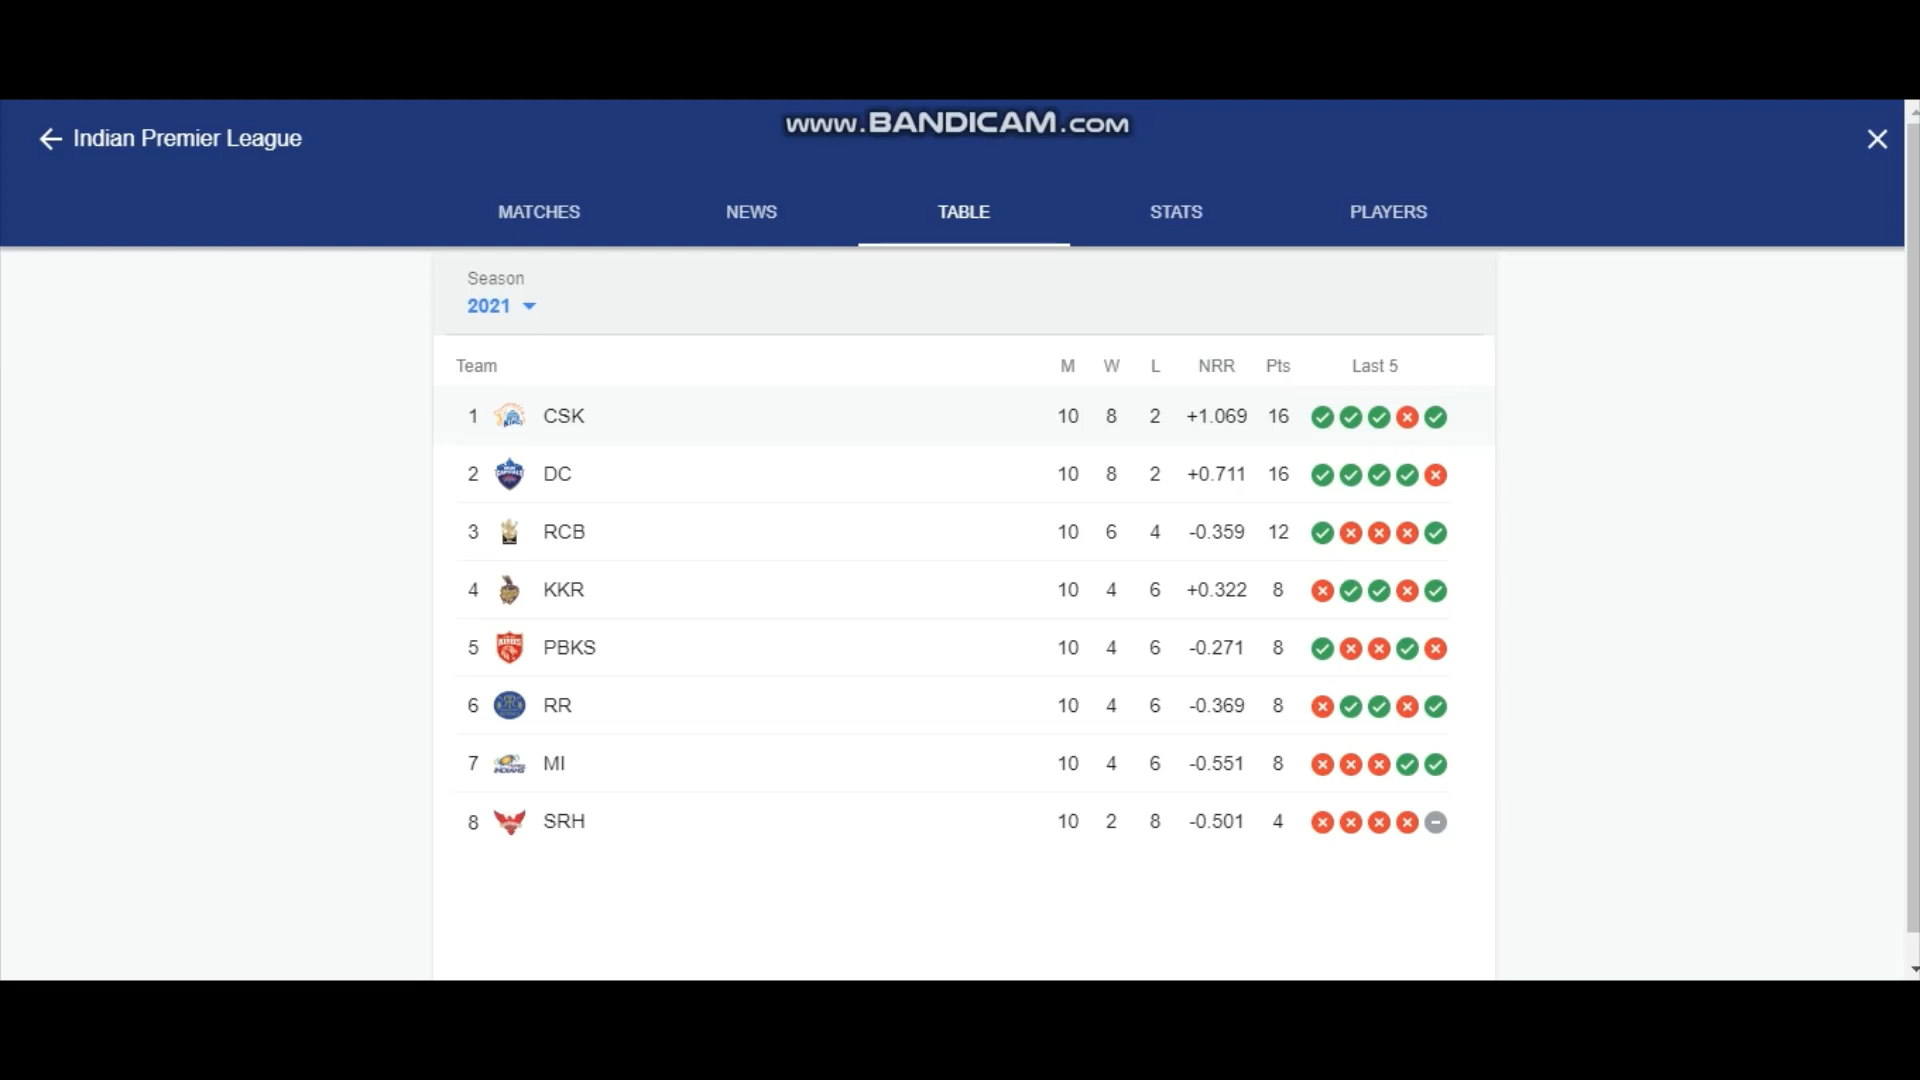 www.BANDICAM.com
Indian Premier League
MATCHES NEWS TABLE STATS PLAYERS
Season
2021
Team M W L NRR Pts Last 5
1 CSK 10 8 2 +1.069 16
2 DC 10 8 2 +0.711 16
3 RCB 10 6 4 -0.359 12
4 KKR 10 4 6 +0.322 8
5 PBKS 10 4 6 -0.271 8
6 RR 10 4 6 -0.369 8
7 MI 10 4 6 -0.551 8
8 SRH 10 2 8 -0.501 4